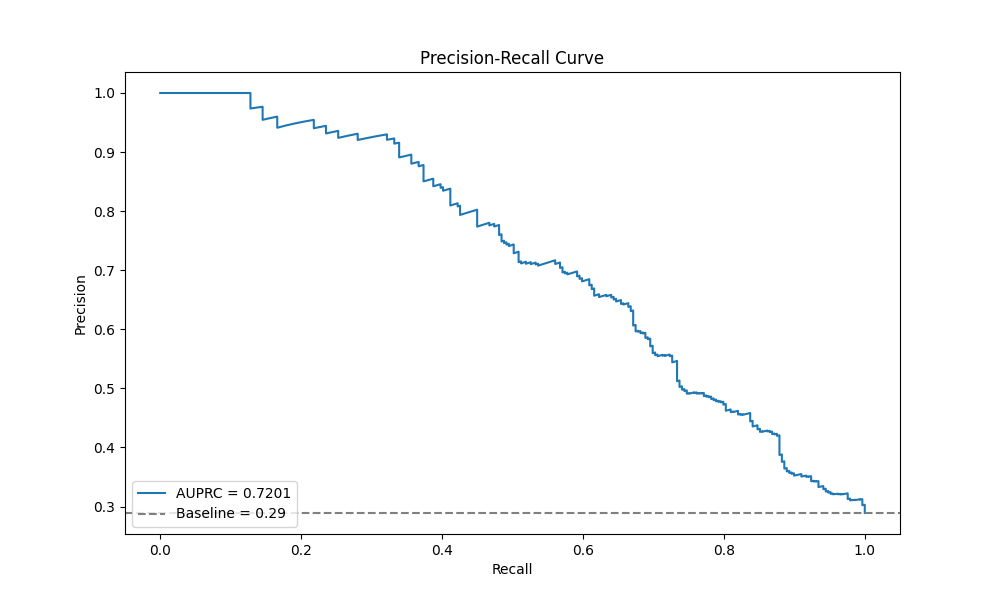 Precision-Recall Curve
Precision
1.0
0.9
0.8
0.7
0.6
0.5
0.4
0.3
AUPRC = 0.7201
Baseline = 0.29
0.0 0.2 0.4 0.6 0.8 1.0
Recall